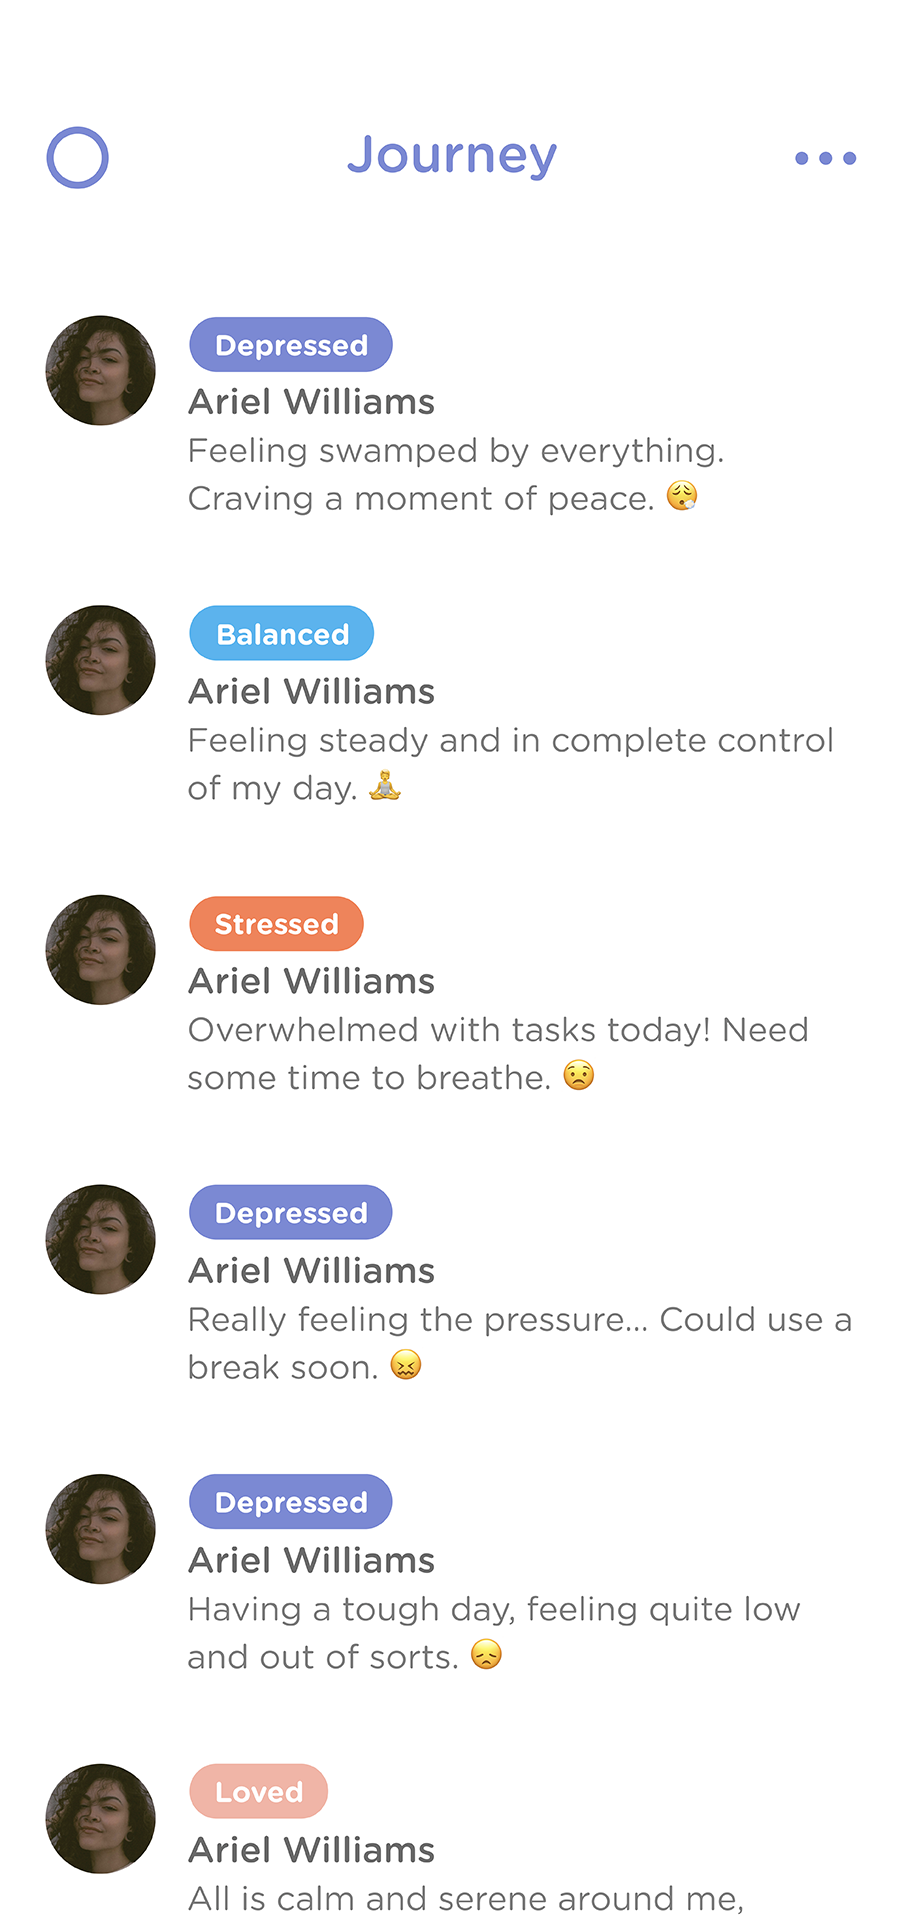 Journey
Depressed
Ariel Williams
Feeling swamped by everything.
Craving a moment of peace. 😮‍💨
Balanced
Ariel Williams
Feeling steady and in complete control
of my day. 🧘
Stressed
Ariel Williams
Overwhelmed with tasks today! Need
some time to breathe. 😟
Depressed
Ariel Williams
Really feeling the pressure... Could use a
break soon. 😖
Depressed
Ariel Williams
Having a tough day, feeling quite low
and out of sorts. 😞
Loved
Ariel Williams
All is calm and serene around me,